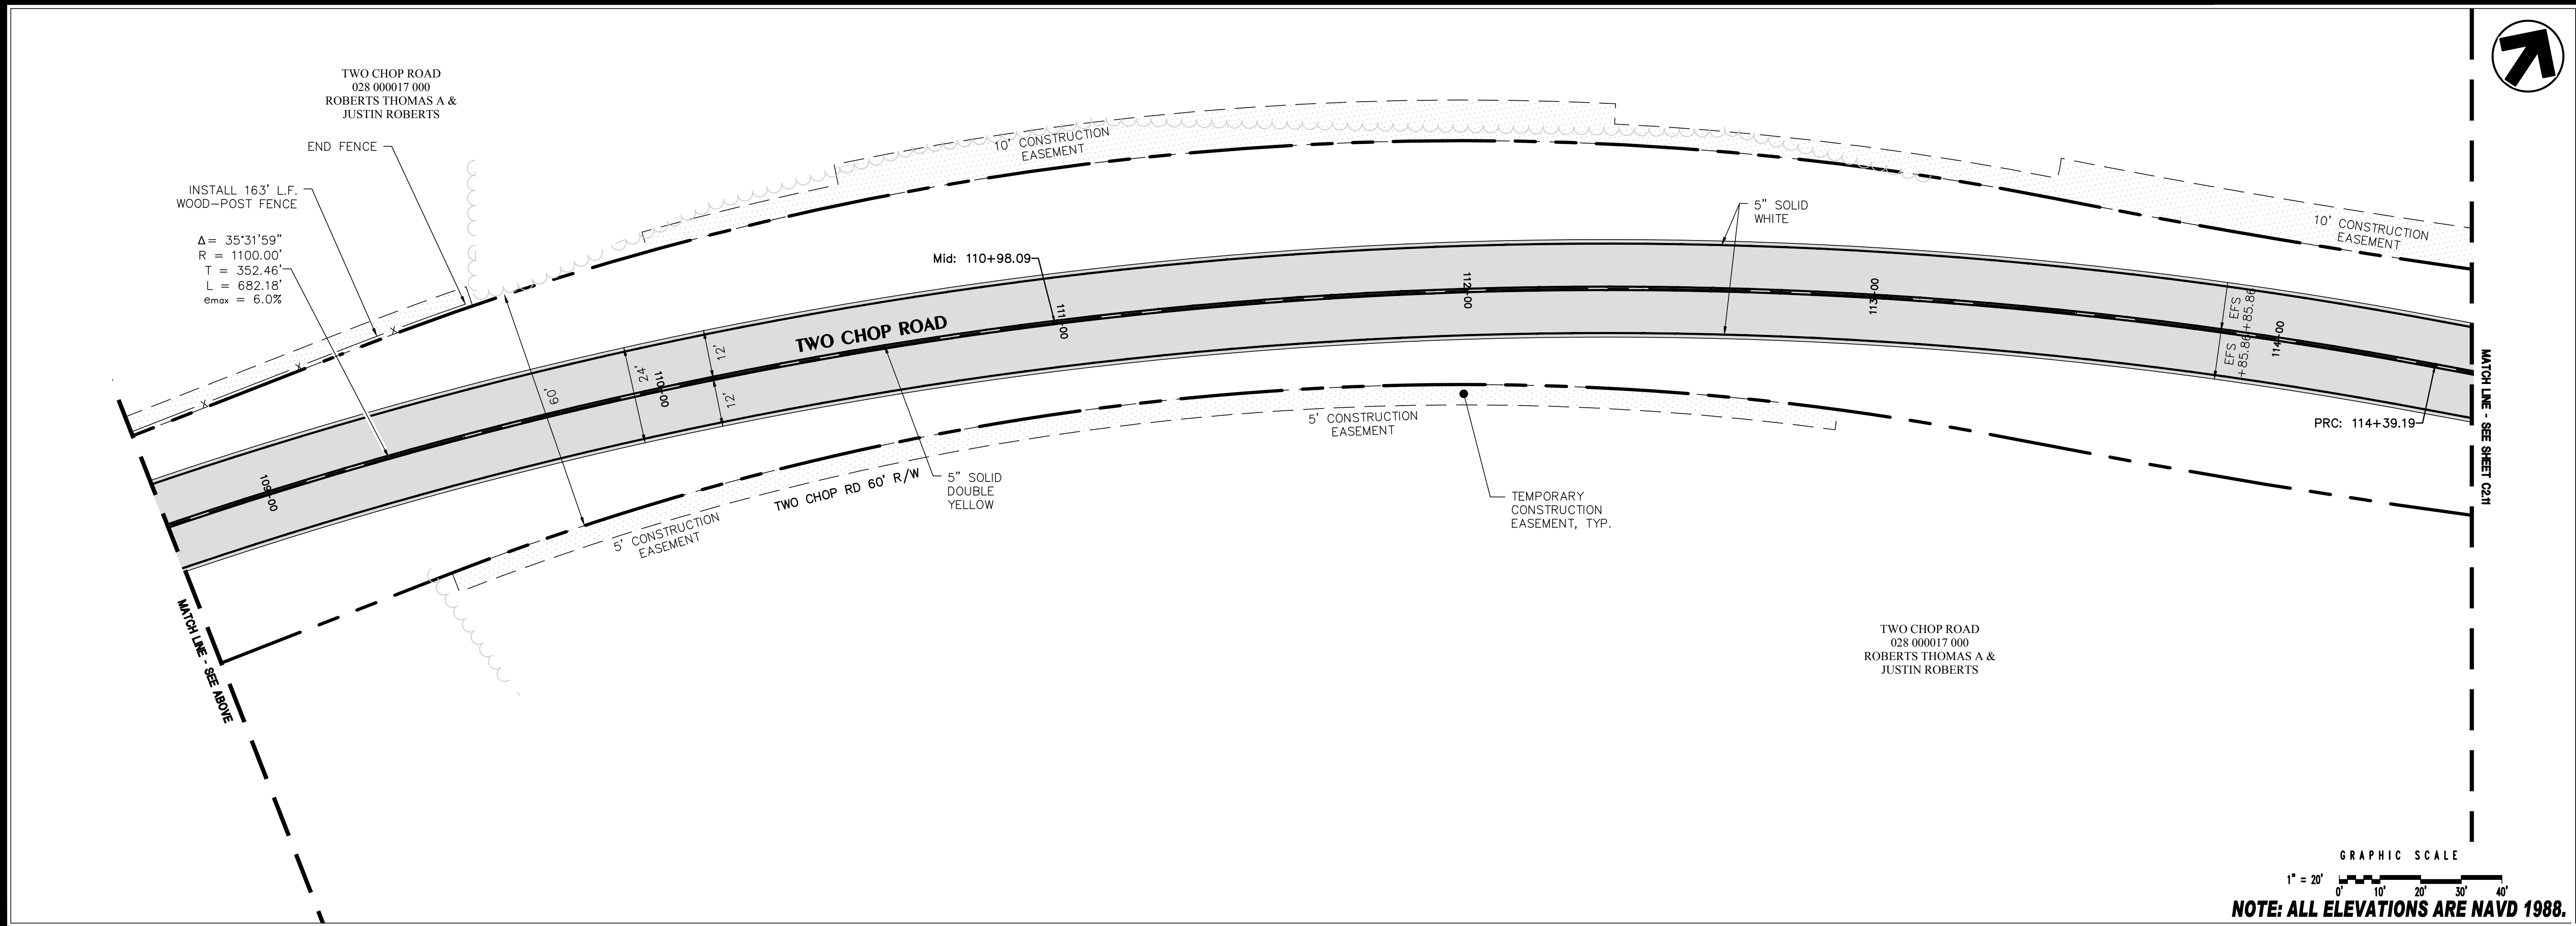 TWO CHOP ROAD
028 000017 000
ROBERTS THOMAS A &
JUSTIN ROBERTS
END FENCE
INSTALL 163' L.F.
WOOD-POST FENCE
Δ= 35°31'59"
R = 1100.00'
T = 352.46'
L = 682.18'
emax = 6.0%
10' CONSTRUCTION
EASEMENT
5" SOLID
WHITE
10' CONSTRUCTION
EASEMENT
Mid: 110+98.09
TWO CHOP ROAD
109+00
110+00
111+00
112+00
113+00
114+00
60'
24'
12'
12'
EFS
+85.86
EFS
+85.86
PRC: 114+39.19
MATCH LINE - SEE SHEET C2.11
5' CONSTRUCTION
EASEMENT
TWO CHOP RD 60' R/W
5" SOLID
DOUBLE
YELLOW
5' CONSTRUCTION
EASEMENT
TEMPORARY
CONSTRUCTION
EASEMENT, TYP.
MATCH LINE - SEE ABOVE
TWO CHOP ROAD
028 000017 000
ROBERTS THOMAS A &
JUSTIN ROBERTS
GRAPHIC SCALE
1" = 20'
0' 10' 20' 30' 40'
NOTE: ALL ELEVATIONS ARE NAVD 1988.